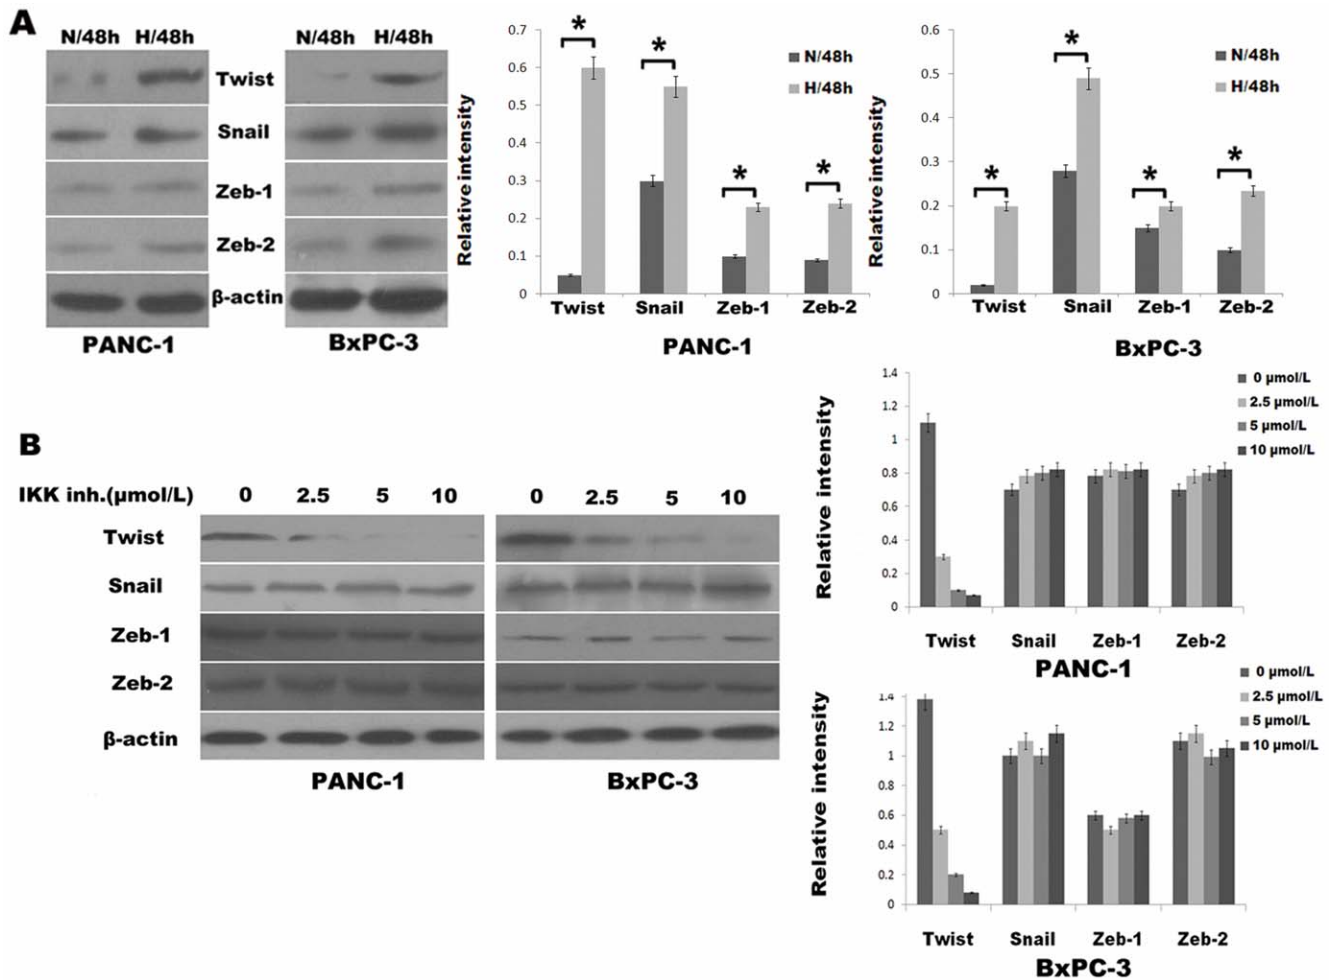 A
N/48h H/48h
N/48h H/48h
Twist
Snail
Zeb-1
Zeb-2
β-actin
PANC-1
BxPC-3
Relative intensity
0.7
0.6
0.5
0.4
0.3
0.2
0.1
0
* * * *
N/48h
H/48h
Twist Snail Zeb-1 Zeb-2
PANC-1
Relative intensity
0.6
0.5
0.4
0.3
0.2
0.1
0
* * * *
N/48h
H/48h
Twist Snail Zeb-1 Zeb-2
BxPC-3
B
IKK inh.(μmol/L) 0 2.5 5 10 0 2.5 5 10
Twist
Snail
Zeb-1
Zeb-2
β-actin
PANC-1
BxPC-3
Relative intensity
1.4
1.2
1
0.8
0.6
0.4
0.2
0
0 μmol/L
2.5 μmol/L
5 μmol/L
10 μmol/L
Twist Snail Zeb-1 Zeb-2
PANC-1
Relative intensity
1.4
1.2
1
0.8
0.6
0.4
0.2
0
0 μmol/L
2.5 μmol/L
5 μmol/L
10 μmol/L
Twist Snail Zeb-1 Zeb-2
BxPC-3